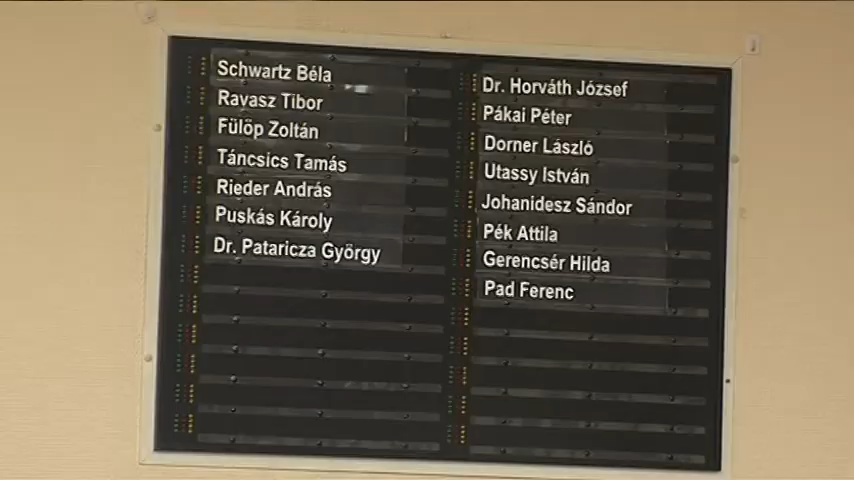 Schwartz Béla
Ravasz Tibor
Fülöp Zoltán
Táncsics Tamás
Rieder András
Puskás Károly
Dr. Pataricza György
Dr. Horváth József
Pákai Péter
Dorner László
Utassy István
Johanidesz Sándor
Pék Attila
Gerencsér Hilda
Pad Ferenc